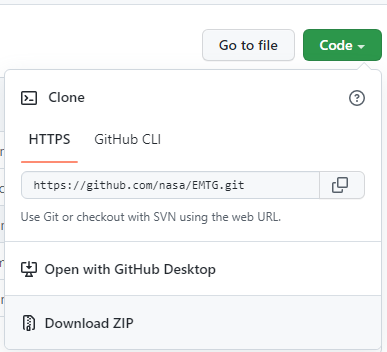 Go to file
Code
Clone
HTTPS
GitHub CLI
https://github.com/nasa/EMTG.git
Use Git or checkout with SVN using the web URL.
Open with GitHub Desktop
Download ZIP